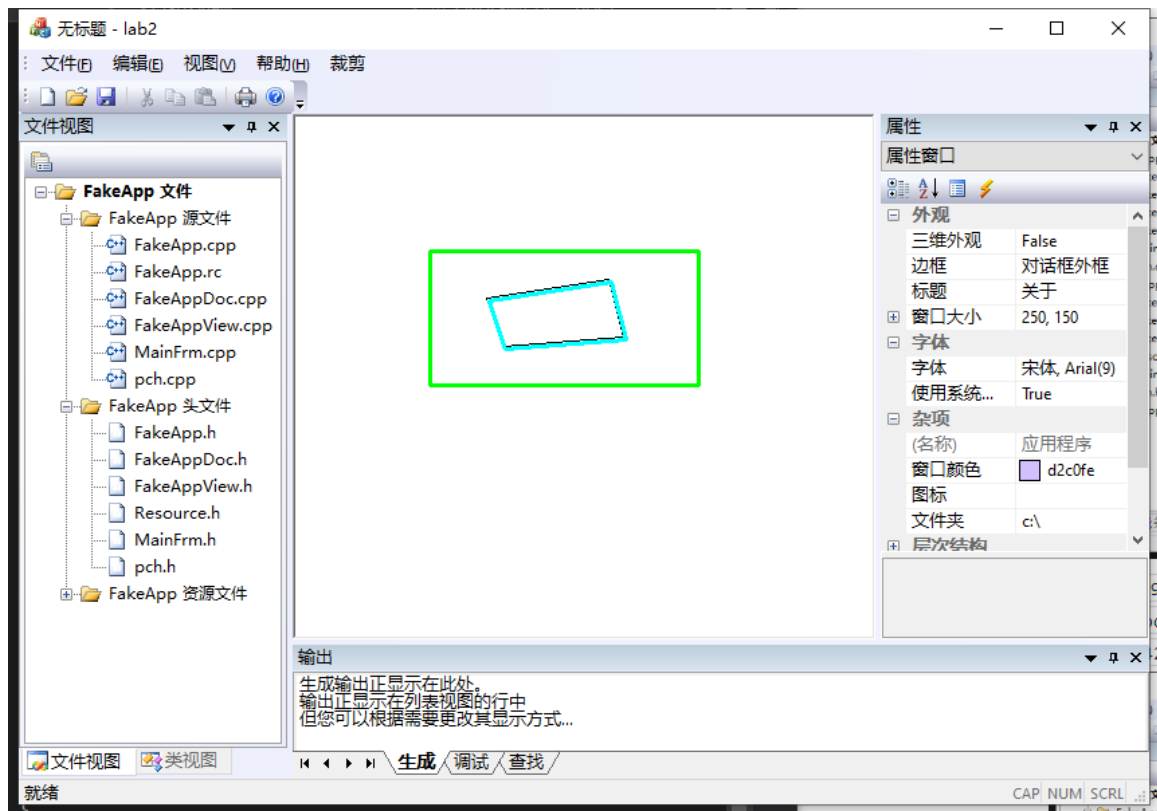 无标题 - lab2
文件(F) 编辑(E) 视图(V) 帮助(H) 裁剪
文件视图
FakeApp 文件
FakeApp 源文件
FakeApp.cpp
FakeApp.rc
FakeAppDoc.cpp
FakeAppView.cpp
MainFrm.cpp
pch.cpp
FakeApp 头文件
FakeApp.h
FakeAppDoc.h
FakeAppView.h
Resource.h
MainFrm.h
pch.h
FakeApp 资源文件
文件视图 类视图
属性
属性窗口
外观
三维外观 False
边框 对话框外框
标题 关于
窗口大小 250, 150
字体
字体 宋体, Arial(9)
使用系统... True
杂项
(名称) 应用程序
窗口颜色 d2c0fe
图标
文件夹 c:\
层次结构
输出
生成输出正显示在此处。
输出正显示在列表视图的行中
但您可以根据需要更改其显示方式...
生成 调试 查找
就绪
CAP NUM SCRL